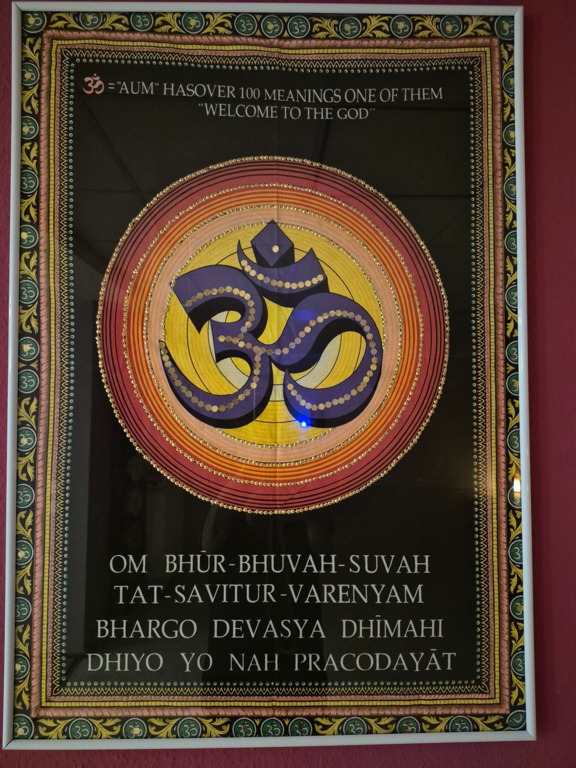 ॐ="AUM" HASOVER 100 MEANINGS ONE OF THEM
"WELCOME TO THE GOD"
ॐ
OM BHŪR-BHUVAH-SUVAH
TAT-SAVITUR-VARENYAM
BHARGO DEVASYA DHĪMAHI
DHIYO YO NAH PRACODAYĀT